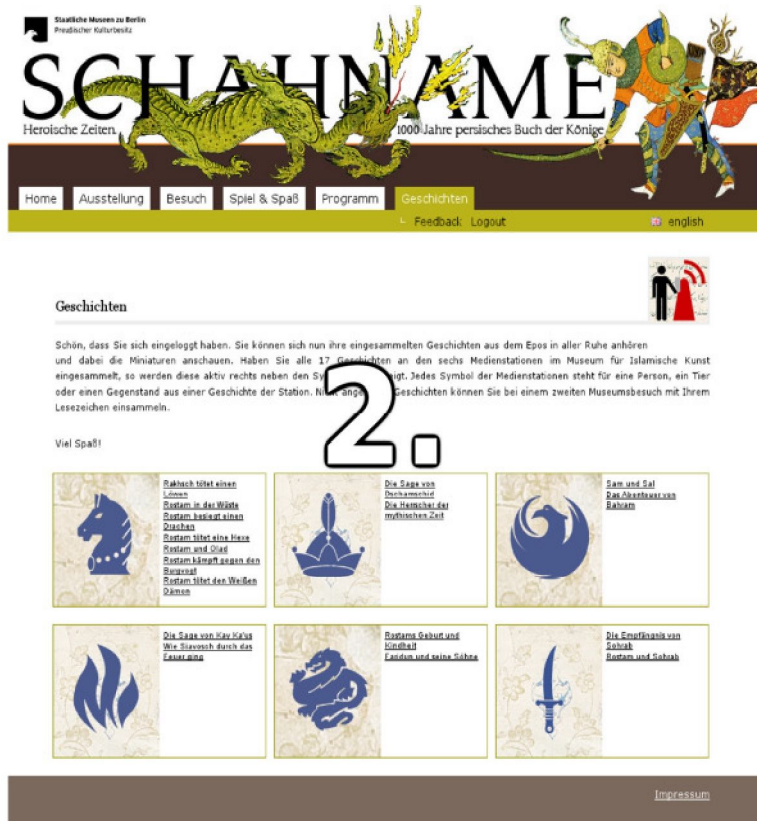 Staatliche Museen zu Berlin
Preußischer Kulturbesitz
SCHAHNAME
Heroische Zeiten.
1000 Jahre persisches Buch der Könige
Home Ausstellung Besuch Spiel & Spaß Programm Geschichten
Feedback Logout english
Geschichten
Schön, dass Sie sich eingeloggt haben. Sie können sich nun ihre eingesammelten Geschichten aus dem Epos in aller Ruhe anhören
und dabei die Miniaturen anschauen. Haben Sie alle 17 Geschichten an den sechs Medienstationen im Museum für Islamische Kunst
eingesammelt, so werden diese aktiv rechts neben den Sy eigt. Jedes Symbol der Medienstationen steht für eine Person, ein Tier
oder einen Gegenstand aus einer Geschichte der Station. Geschichten können Sie bei einem zweiten Museumsbesuch mit Ihrem
Lesezeichen einsammeln.
2.
Viel Spaß!
Rakhsch tötet einen
Löwen
Rostam in der Wüste
Rostam besiegt einen
Drachen
Rostam tötet eine Hexe
Rostam und Olad
Rostam kämpft gegen den
Burgvogt
Rostam tötet den Weißen
Dämon
Die Sage von
Dschamschid
Die Herrscher der
mythischen Zeit
Sam und Sal
Das Abenteuer von
Bahram
Die Sage von Kay Ka'us
Wie Siavosch durch das
Feuer ging
Rostams Geburt und
Kindheit
Faridun und seine Söhne
Die Empfängnis von
Sohrab
Rostam und Sohrab
Impressum